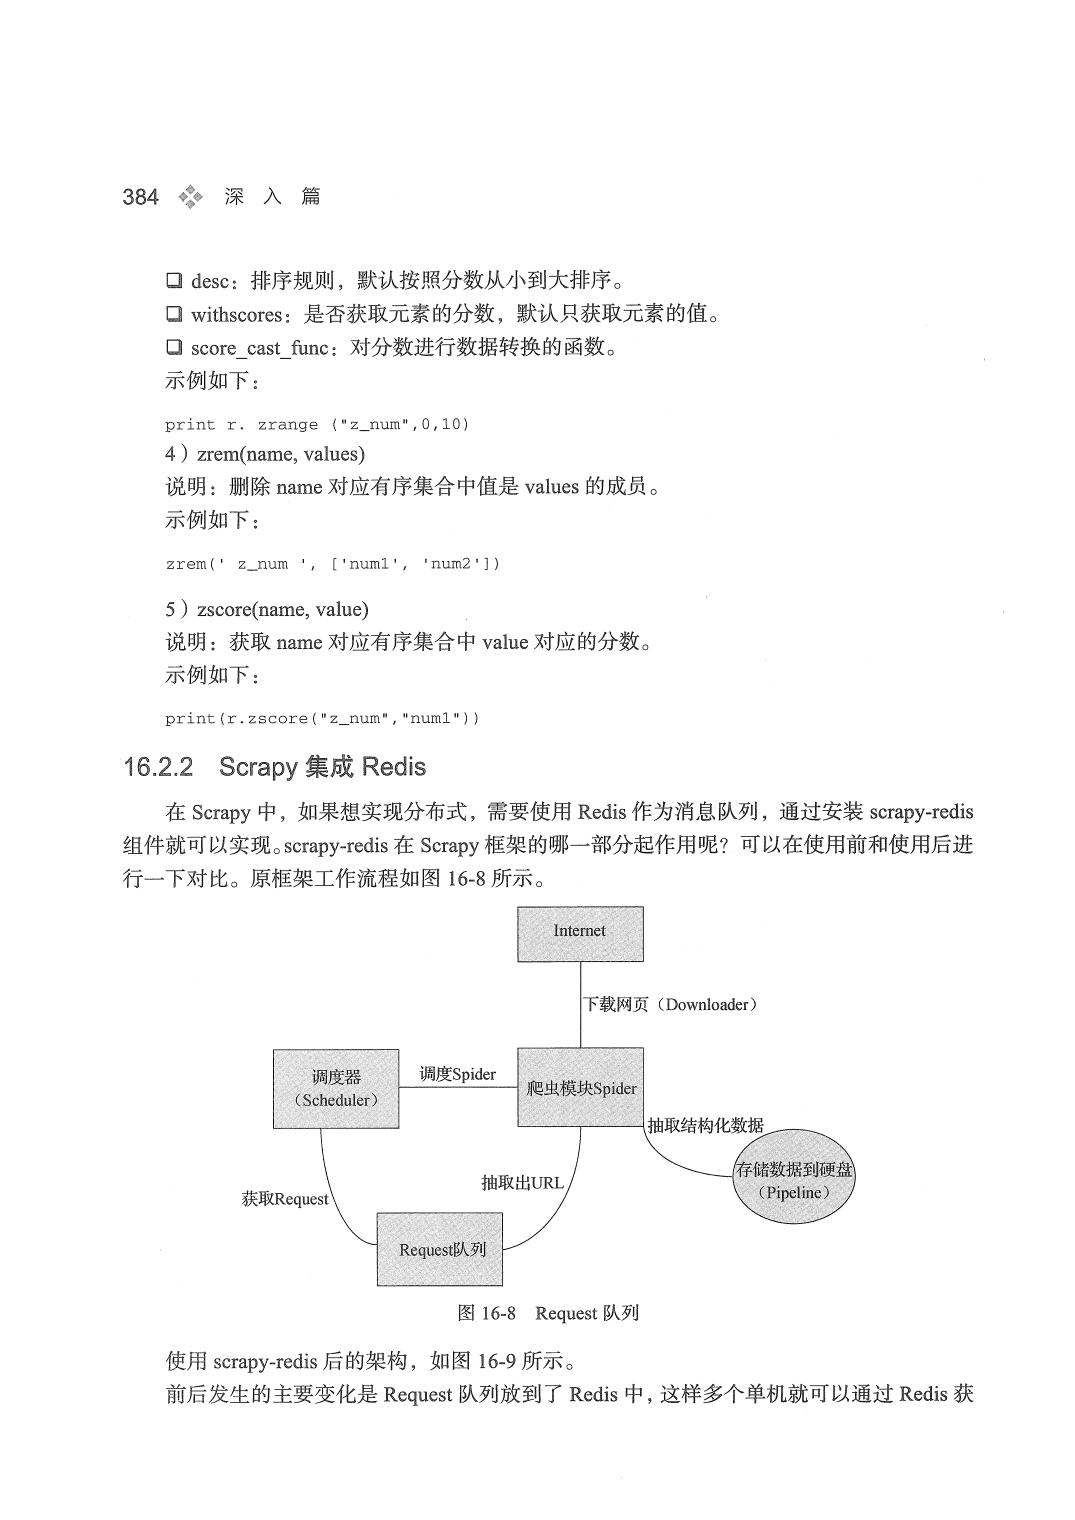 384 深 入 篇
❑ desc：排序规则，默认按照分数从小到大排序。
❑ withscores：是否获取元素的分数，默认只获取元素的值。
❑ score_cast_func：对分数进行数据转换的函数。
示例如下：
print r. zrange ("z_num",0,10)
4）zrem(name, values)
说明：删除 name 对应有序集合中值是 values 的成员。
示例如下：
zrem(' z_num ', ['num1', 'num2'])
5）zscore(name, value)
说明：获取 name 对应有序集合中 value 对应的分数。
示例如下：
print(r.zscore("z_num","num1"))
16.2.2 Scrapy 集成 Redis
在 Scrapy 中，如果想实现分布式，需要使用 Redis 作为消息队列，通过安装 scrapy-redis
组件就可以实现。scrapy-redis 在 Scrapy 框架的哪一部分起作用呢？可以在使用前和使用后进
行一下对比。原框架工作流程如图 16-8 所示。
Internet
下载网页（Downloader）
调度器
（Scheduler）
调度Spider
爬虫模块Spider
抽取结构化数据
存储数据到硬盘
（Pipeline）
抽取出URL
获取Request
Request队列
图 16-8 Request 队列
使用 scrapy-redis 后的架构，如图 16-9 所示。
前后发生的主要变化是 Request 队列放到了 Redis 中，这样多个单机就可以通过 Redis 获